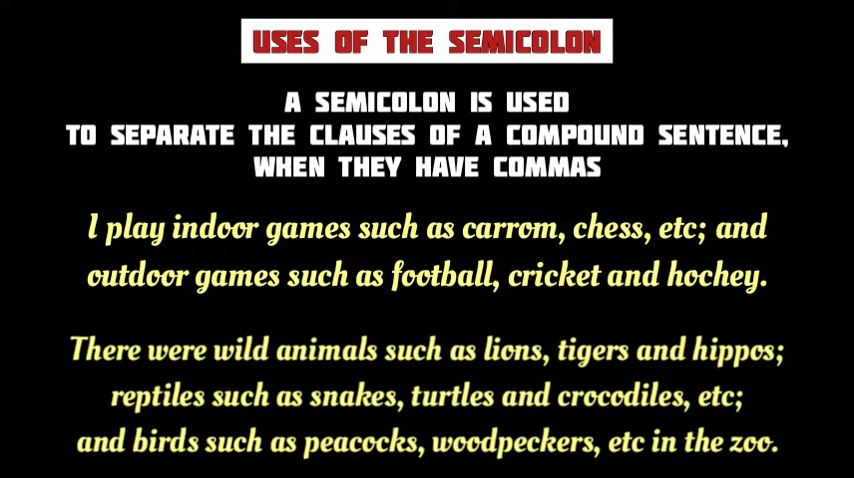 USES OF THE SEMICOLON
A SEMICOLON IS USED
TO SEPARATE THE CLAUSES OF A COMPOUND SENTENCE,
WHEN THEY HAVE COMMAS
I play indoor games such as carrom, chess, etc; and
outdoor games such as football, cricket and hochey.
There were wild animals such as lions, tigers and hippos;
reptiles such as snakes, turtles and crocodiles, etc;
and birds such as peacocks, woodpeckers, etc in the zoo.